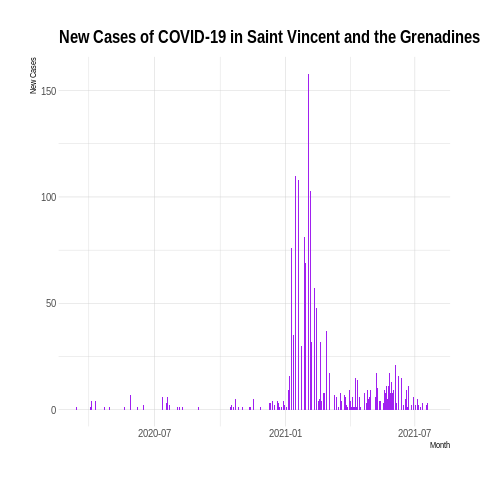 New Cases of COVID-19 in Saint Vincent and the Grenadines
New Cases
150
100
50
0
2020-07
2021-01
2021-07
Month